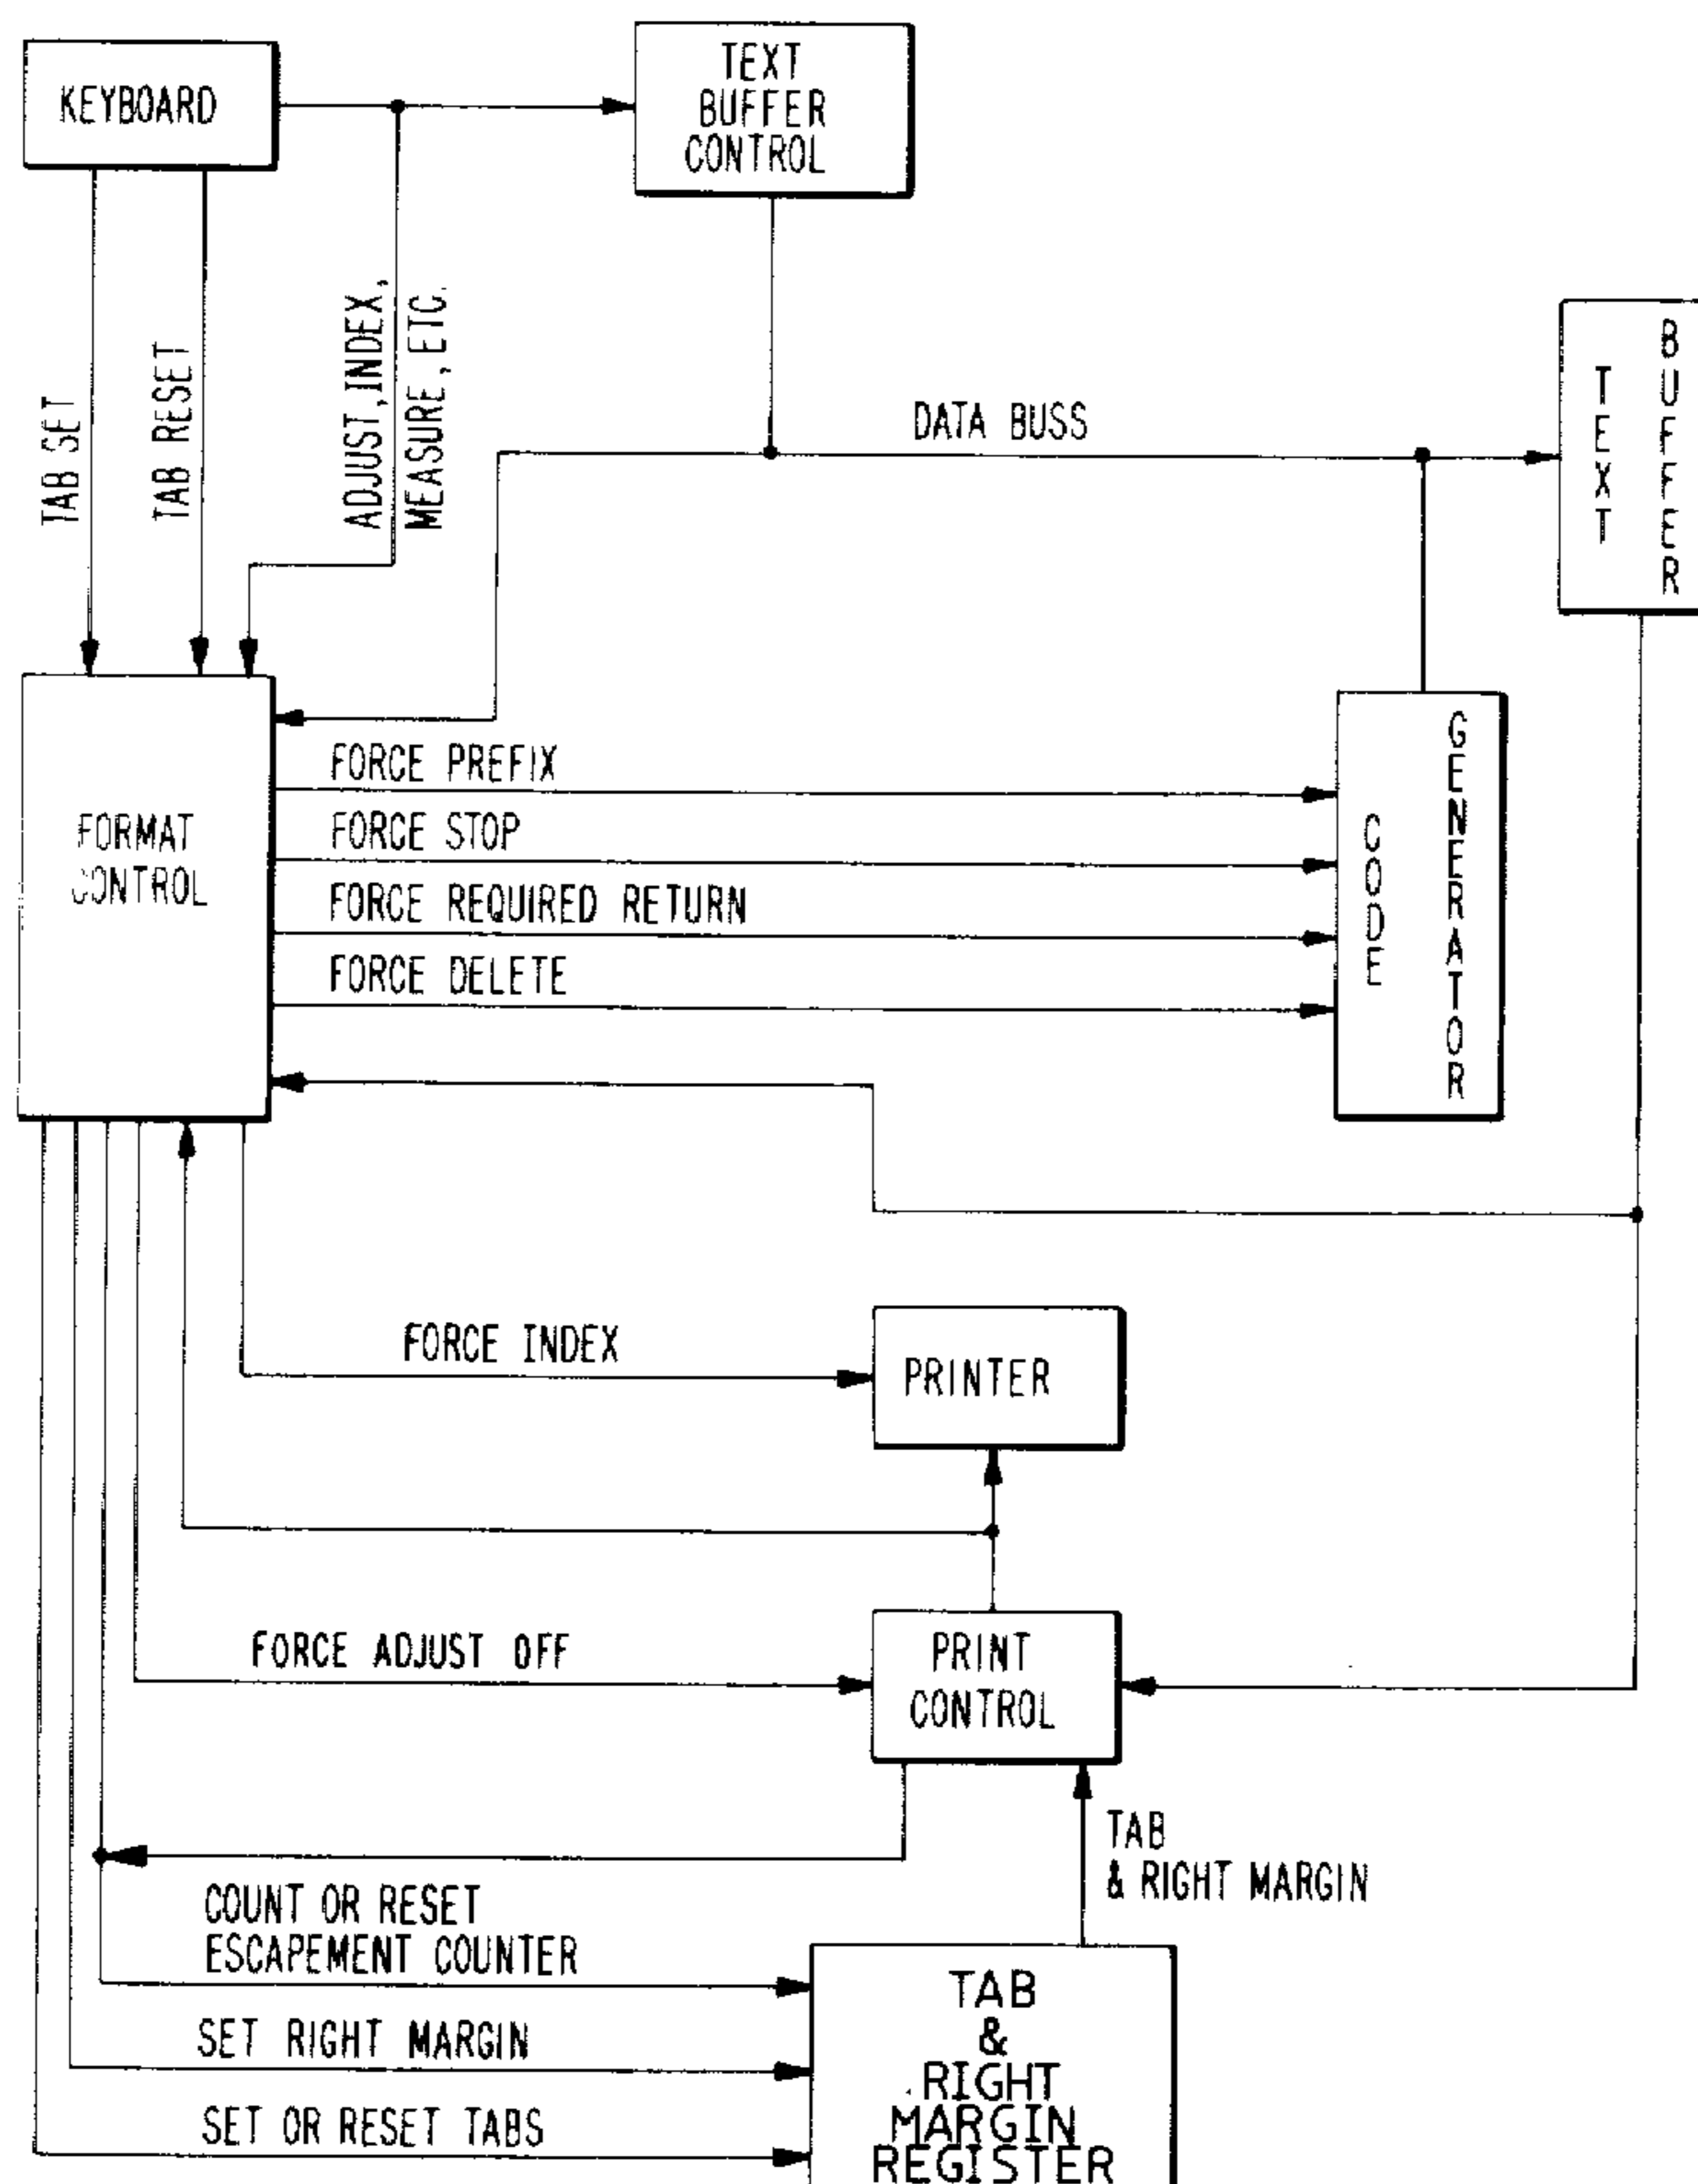 KEYBOARD
TEXT
BUFFER
CONTROL
TAB SET
TAB RESET
ADJUST, INDEX,
MEASURE, ETC.
DATA BUSS
TEXT
BUFFER
FORMAT
CONTROL
FORCE PREFIX
FORCE STOP
FORCE REQUIRED RETURN
FORCE DELETE
CODE
GENERATOR
FORCE INDEX
PRINTER
FORCE ADJUST OFF
PRINT
CONTROL
TAB
& RIGHT MARGIN
COUNT OR RESET
ESCAPEMENT COUNTER
SET RIGHT MARGIN
SET OR RESET TABS
TAB
&
RIGHT
MARGIN
REGISTER